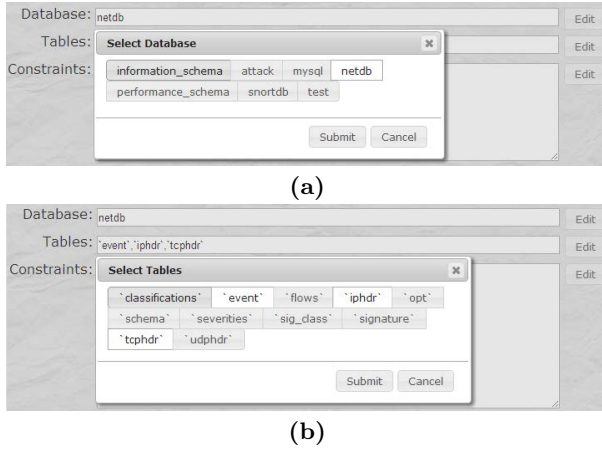 Database: netdb Edit
Tables: Select Database Edit
Constraints: information_schema attack mysql netdb Edit
performance_schema snortdb test
Submit Cancel
(a)
Database: netdb Edit
Tables: `event`,`iphdr`,`tcphdr` Edit
Constraints: Select Tables Edit
`classifications` `event` `flows` `iphdr` `opt`
`schema` `severities` `sig_class` `signature`
`tcphdr` `udphdr`
Submit Cancel
(b)